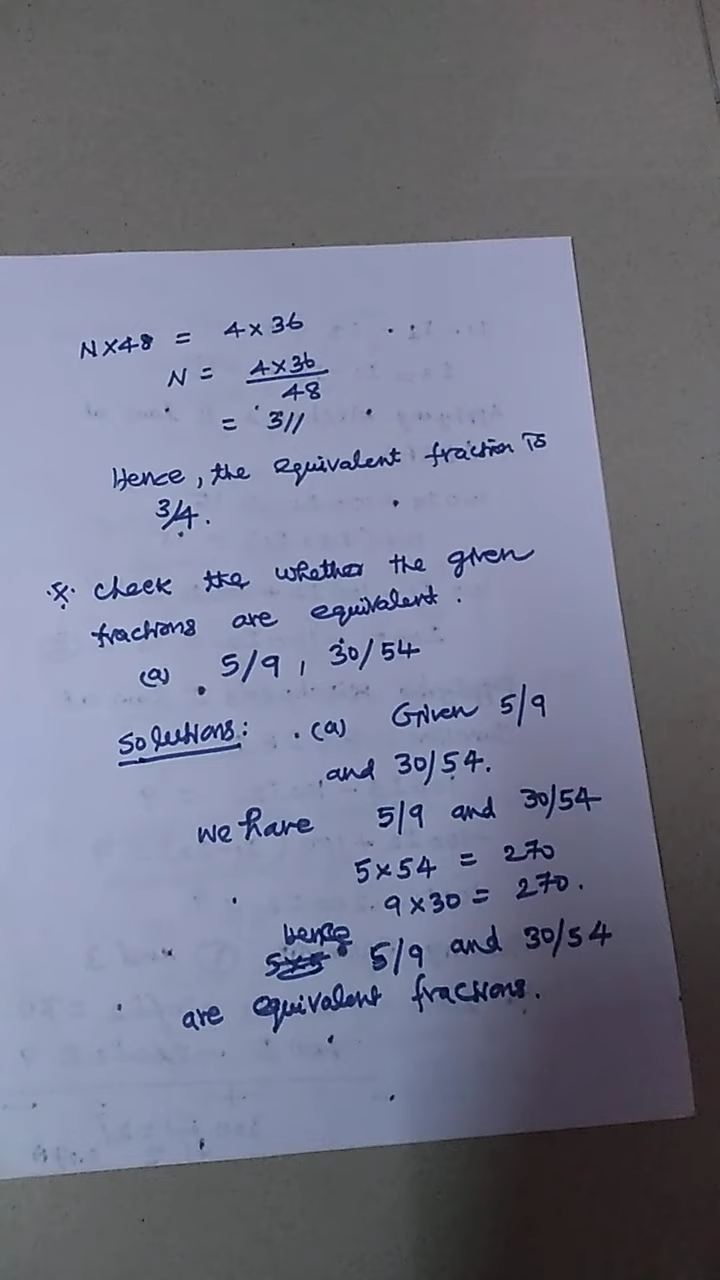 N×48 = 4×36
N = 4×36
48
= 3//
Hence, the equivalent fraction is
3/4.
check the whether the given
fractions are equivalent.
(a) 5/9, 30/54
Solutions: (a) Given 5/9
and 30/54.
we have 5/9 and 30/54
5×54 = 270
9×30 = 270.
hence
5/9 and 30/54
are equivalent fractions.